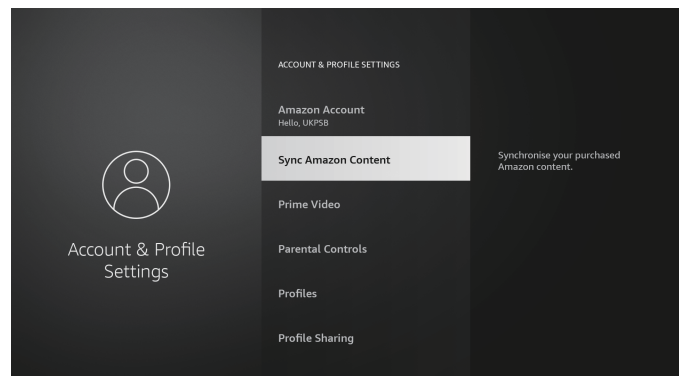 Account & Profile
Settings
ACCOUNT & PROFILE SETTINGS
Amazon Account
Hello, UKPSB
Sync Amazon Content
Prime Video
Parental Controls
Profiles
Profile Sharing
Synchronise your purchased
Amazon content.